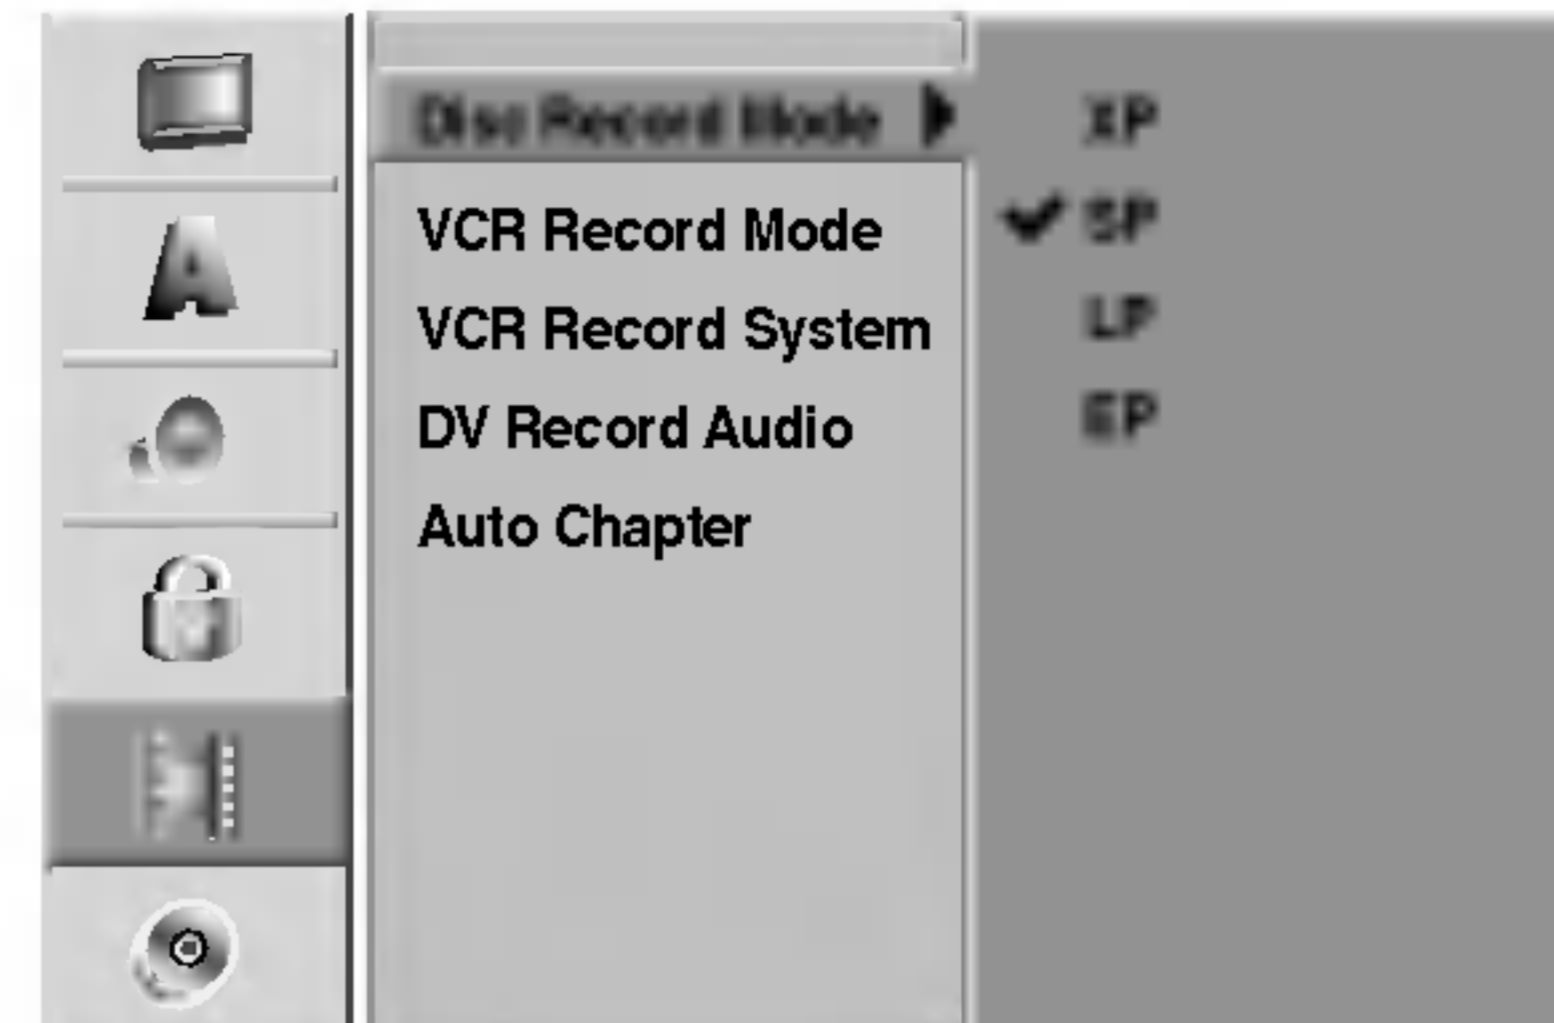 Disc Record Mode
VCR Record Mode
VCR Record System
DV Record Audio
Auto Chapter
XP
SP
LP
EP